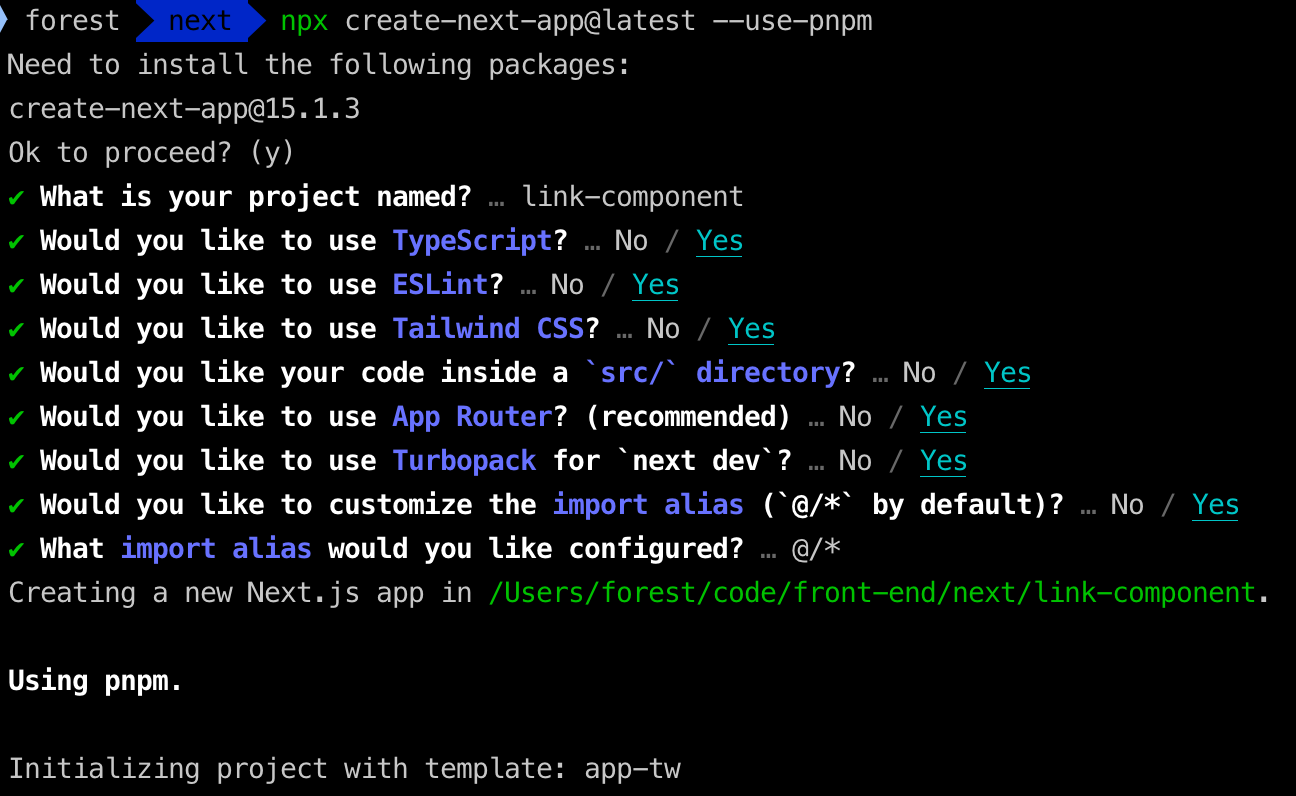 forest next npx create-next-app@latest --use-pnpm
Need to install the following packages:
create-next-app@15.1.3
Ok to proceed? (y)
✔ What is your project named? … link-component
✔ Would you like to use TypeScript? … No / Yes
✔ Would you like to use ESLint? … No / Yes
✔ Would you like to use Tailwind CSS? … No / Yes
✔ Would you like your code inside a `src/` directory? … No / Yes
✔ Would you like to use App Router? (recommended) … No / Yes
✔ Would you like to use Turbopack for `next dev`? … No / Yes
✔ Would you like to customize the import alias (`@/*` by default)? … No / Yes
✔ What import alias would you like configured? … @/*
Creating a new Next.js app in /Users/forest/code/front-end/next/link-component.
Using pnpm.
Initializing project with template: app-tw